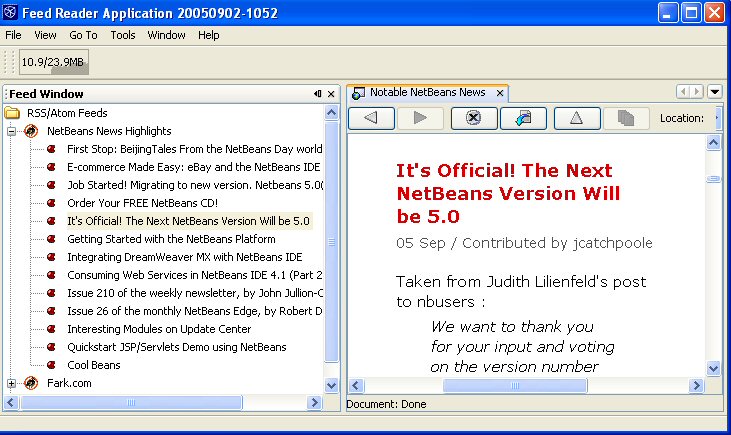 Feed Reader Application 20050902-1052
File View Go To Tools Window Help
10.9/23.9MB
Feed Window
RSS/Atom Feeds
NetBeans News Highlights
First Stop: BeijingTales From the NetBeans Day world
E-commerce Made Easy: eBay and the NetBeans IDE
Job Started! Migrating to new version. Netbeans 5.0(
Order Your FREE NetBeans CD!
It's Official! The Next NetBeans Version Will be 5.0
Getting Started with the NetBeans Platform
Integrating DreamWeaver MX with NetBeans IDE
Consuming Web Services in NetBeans IDE 4.1 (Part 2
Issue 210 of the weekly newsletter, by John Jullion-C
Issue 26 of the monthly NetBeans Edge, by Robert D
Interesting Modules on Update Center
Quickstart JSP/Servlets Demo using NetBeans
Cool Beans
Fark.com
Notable NetBeans News
Location:
It's Official! The Next
NetBeans Version Will
be 5.0
05 Sep / Contributed by jcatchpoole
Taken from Judith Lilienfeld's post
to nbusers :
We want to thank you
for your input and voting
on the version number
Document: Done